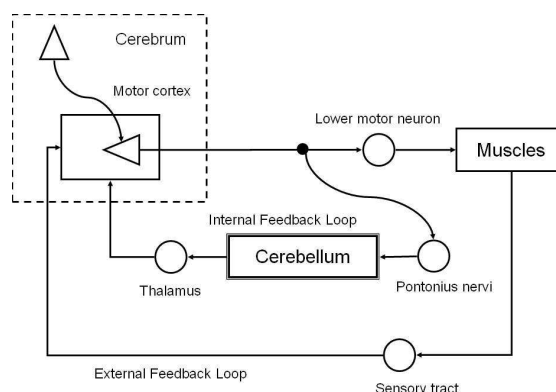 Cerebrum
Motor cortex
Lower motor neuron
Muscles
Internal Feedback Loop
Cerebellum
Thalamus
Pontonius nervi
External Feedback Loop
Sensory tract